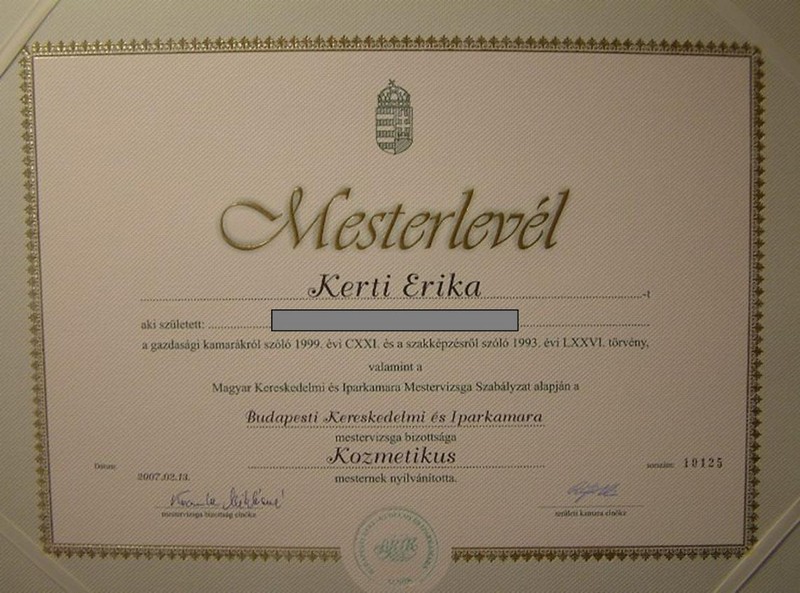 Mesterlevél
Kerti Erika -t
aki született:
a gazdasági kamarákról szóló 1999. évi CXXI. és a szakképzésről szóló 1993. évi LXXVI. törvény,
valamint a
Magyar Kereskedelmi és Iparkamara Mestervizsga Szabályzat alapján a
Budapesti Kereskedelmi és Iparkamara
mestervizsga bizottsága
Kozmetikus
Dátum: 2007.02.13.
mesternek nyilvánította.
sorszám: 10125
mestervizsga bizottság elnöke
területi kamara elnöke